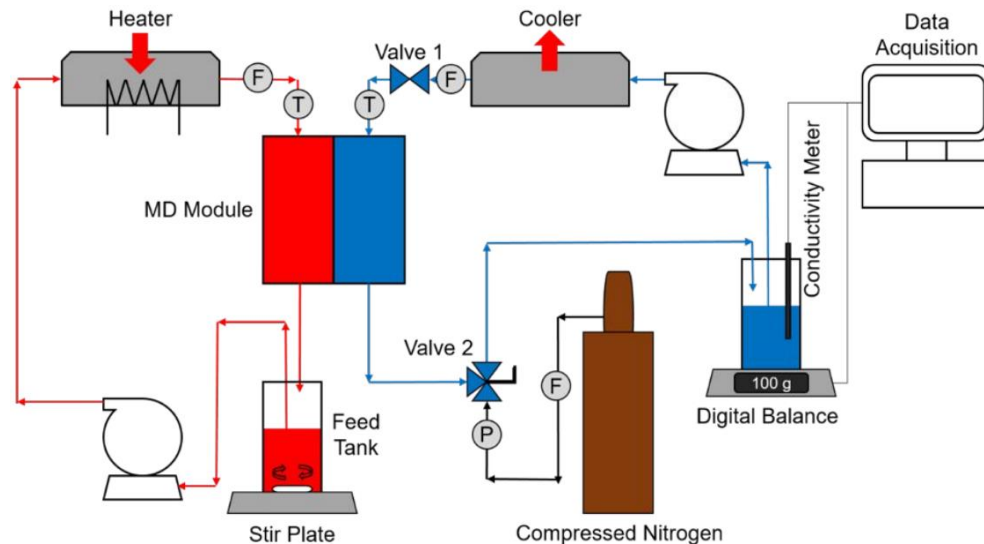 Heater
Cooler
Data
Acquisition
Valve 1
F
T
T
F
MD Module
Conductivity Meter
Valve 2
F
P
Feed
Tank
100 g
Digital Balance
Stir Plate
Compressed Nitrogen